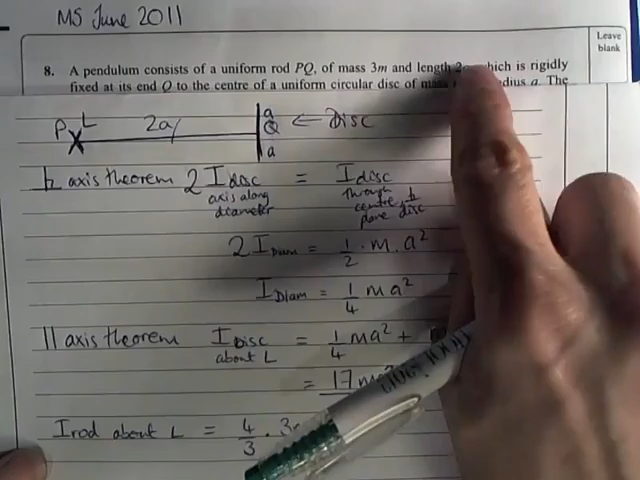 MS June 2011
Leave
blank
8. A pendulum consists of a uniform rod PQ, of mass 3m and length 2 which is rigidly
fixed at its end Q to the centre of a uniform circular disc of mass radius a. The
P L 2a a Q a ← Disc
⊥ axis theorem 2 I Disc = I disc
axis along diameter through centre, ⊥ plane disc
2 I Diam = 1/2 . m . a²
I Diam = 1/4 ma²
|| axis theorem I Disc about L = 1/4 ma² +
= 17 m
I rod about L = 4/3 . 3